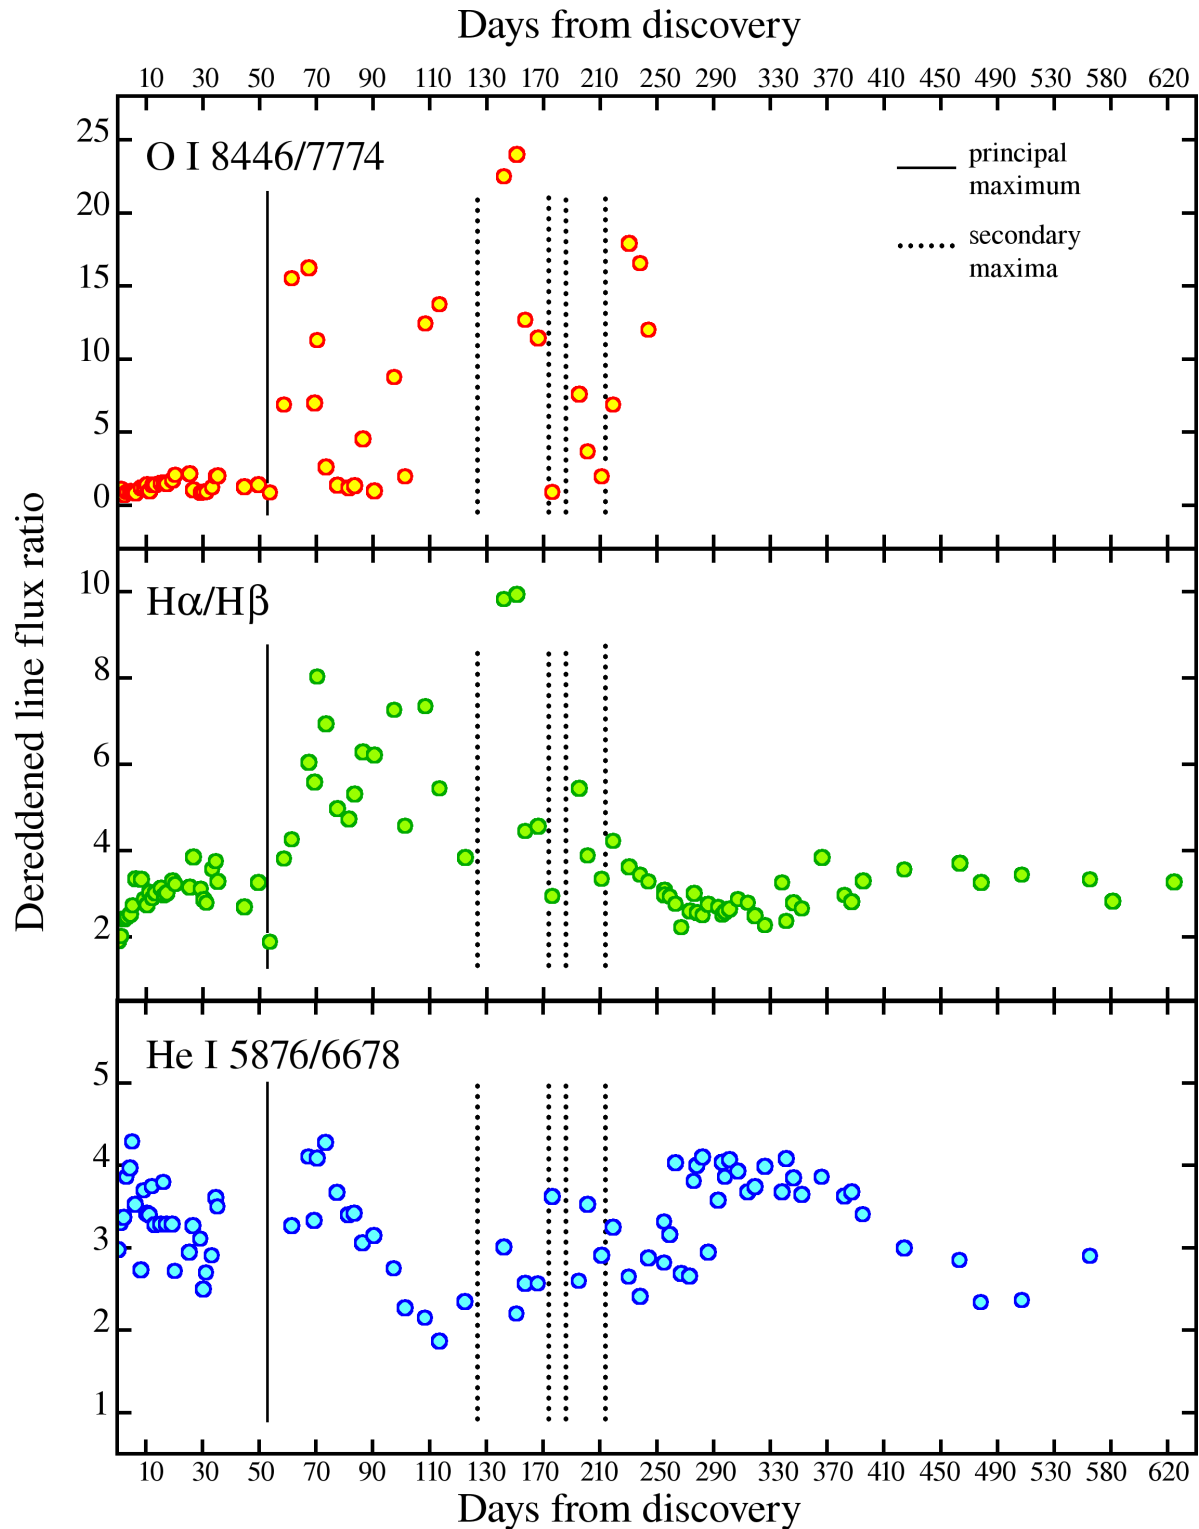 Days from discovery
10 30 50 70 90 110 130 170 210 250 290 330 370 410 450 490 530 580 620
25
O I 8446/7774
principal
maximum
20
secondary
maxima
15
10
5
0
Dereddened line flux ratio
10
Hα/Hβ
8
6
4
2
He I 5876/6678
5
4
3
2
1
10 30 50 70 90 110 130 170 210 250 290 330 370 410 450 490 530 580 620
Days from discovery